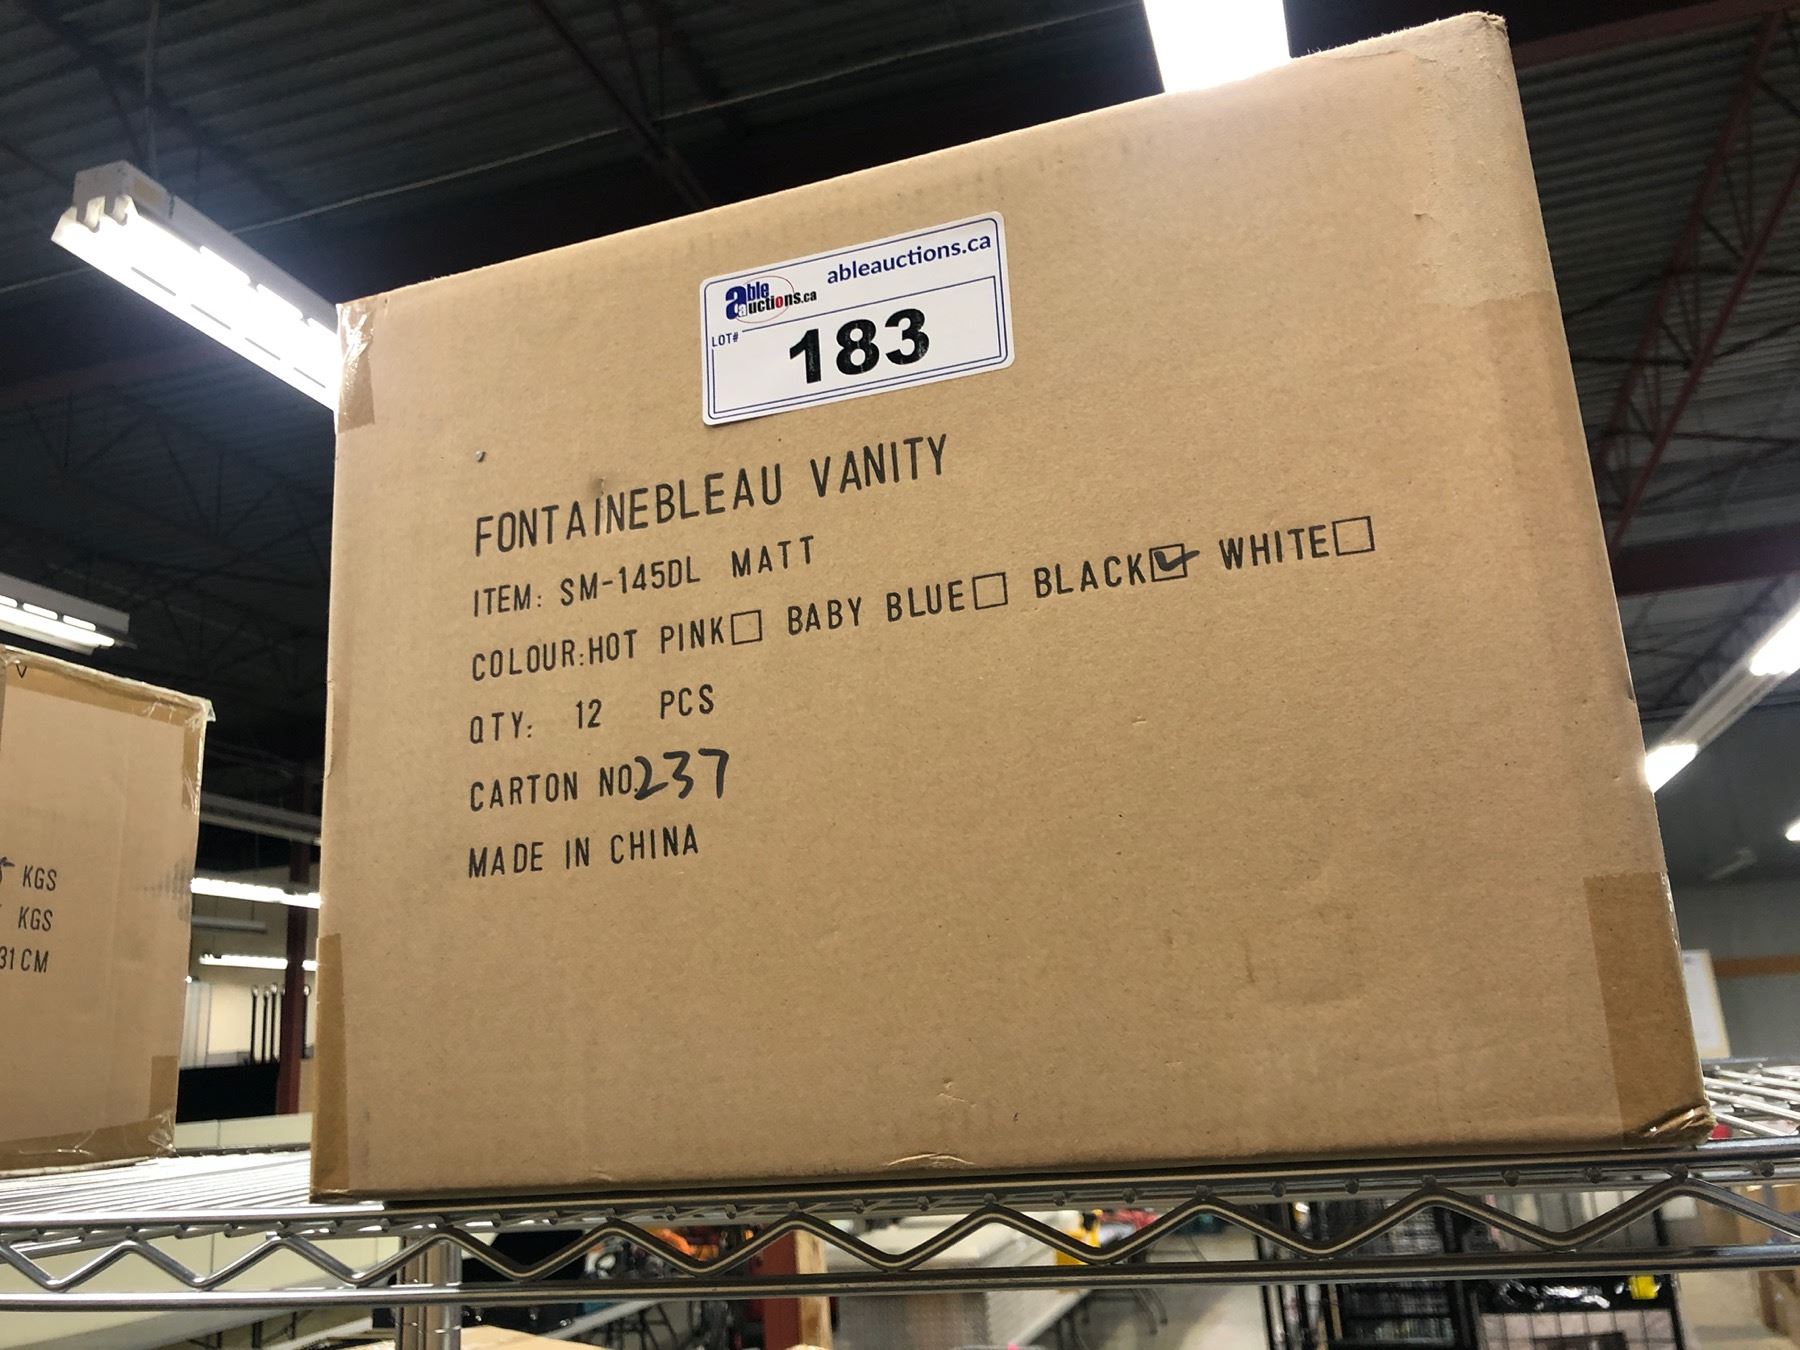 able auctions.ca ableauctions.ca
LOT# 183
FONTAINEBLEAU VANITY
ITEM: SM-145DL MATT
COLOUR:HOT PINK☐ BABY BLUE☐ BLACK☑ WHITE☐
QTY: 12 PCS
CARTON NO.237
MADE IN CHINA
KGS
KGS
31CM